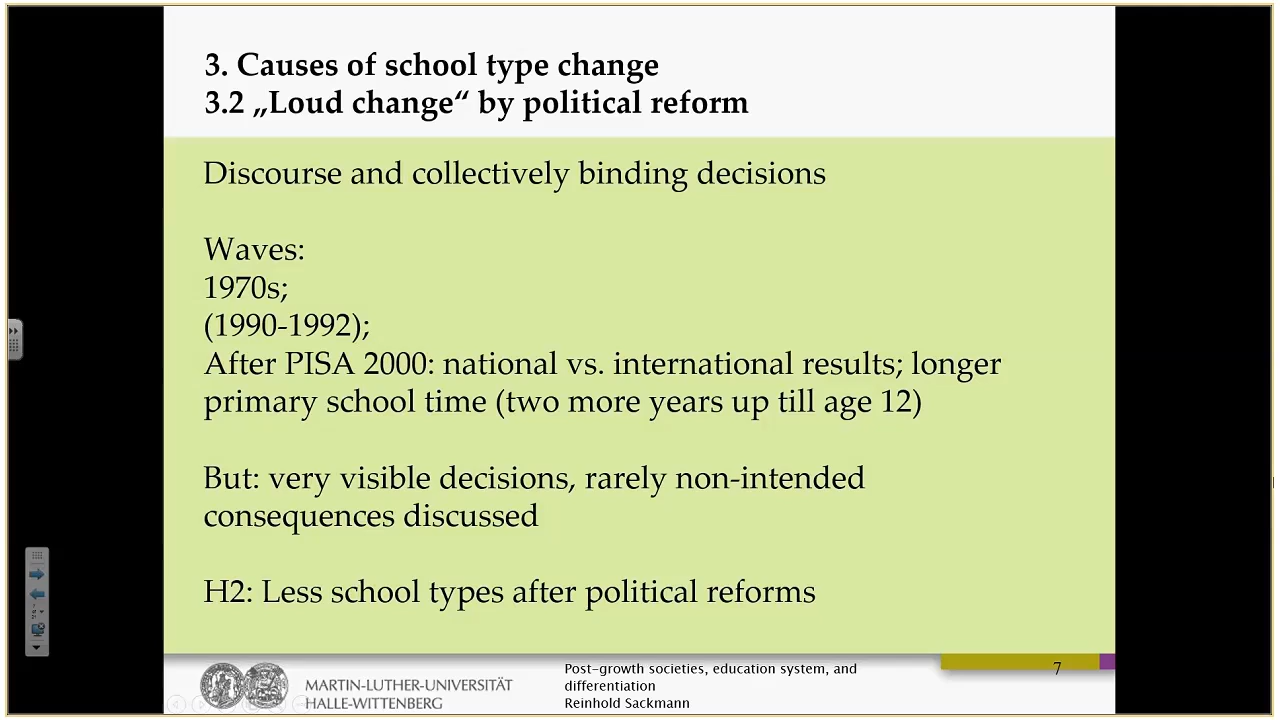 3. Causes of school type change
3.2 „Loud change“ by political reform
Discourse and collectively binding decisions
Waves:
1970s;
(1990-1992);
After PISA 2000: national vs. international results; longer
primary school time (two more years up till age 12)
But: very visible decisions, rarely non-intended
consequences discussed
H2: Less school types after political reforms
MARTIN-LUTHER-UNIVERSITÄT
HALLE-WITTENBERG
Post-growth societies, education system, and
differentiation
Reinhold Sackmann
7